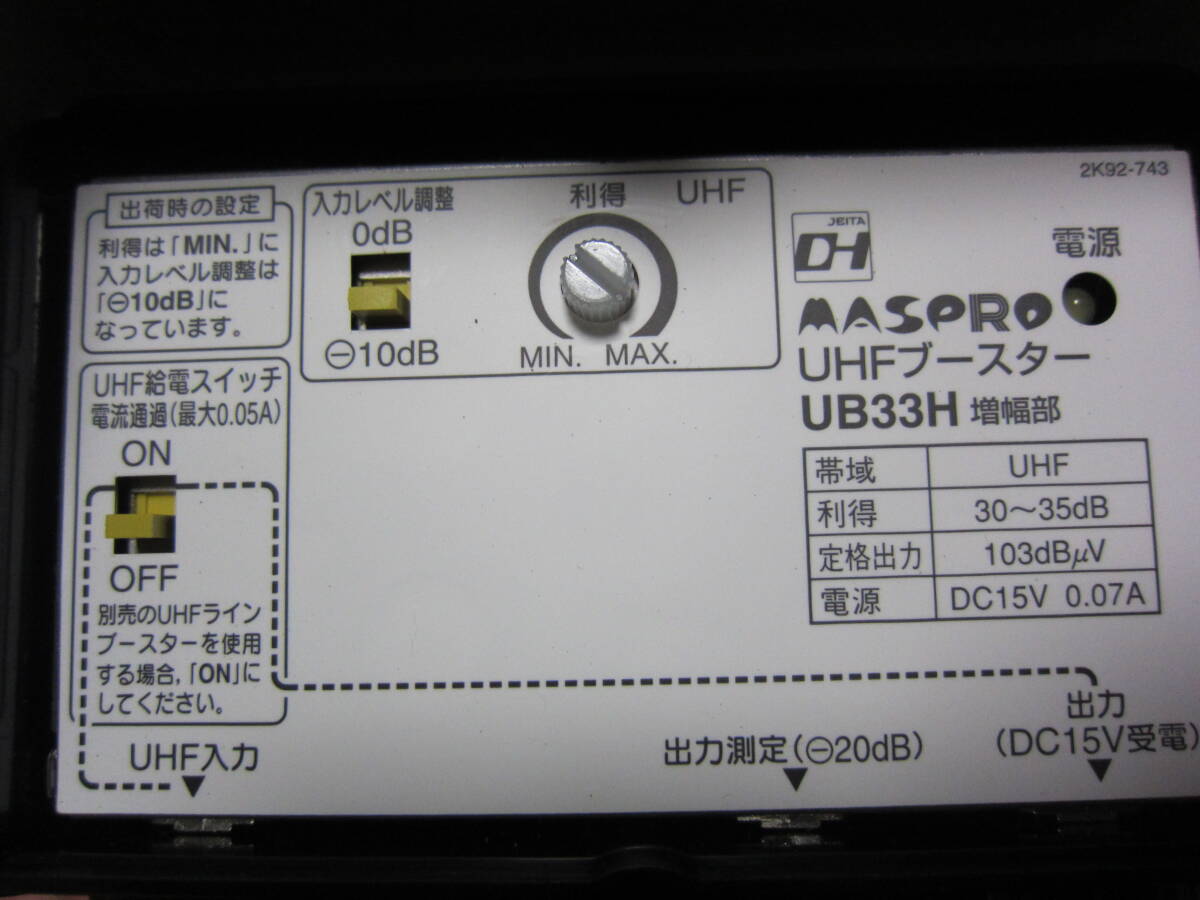 2K92-743
出荷時の設定
利得は「MIN.」に
入力レベル調整は
「⊖10dB」に
なっています。
入力レベル調整
0dB
⊖10dB
利得 UHF
MIN. MAX.
UHF給電スイッチ
電流通過(最大0.05A)
ON
OFF
別売のUHFライン
ブースターを使用
する場合,「ON」に
してください。
JEITA
DH
電源
MASPRO
UHFブースター
UB33H 増幅部
帯域 UHF
利得 30～35dB
定格出力 103dBμV
電源 DC15V 0.07A
UHF入力
出力測定(⊖20dB)
出力
(DC15V受電)